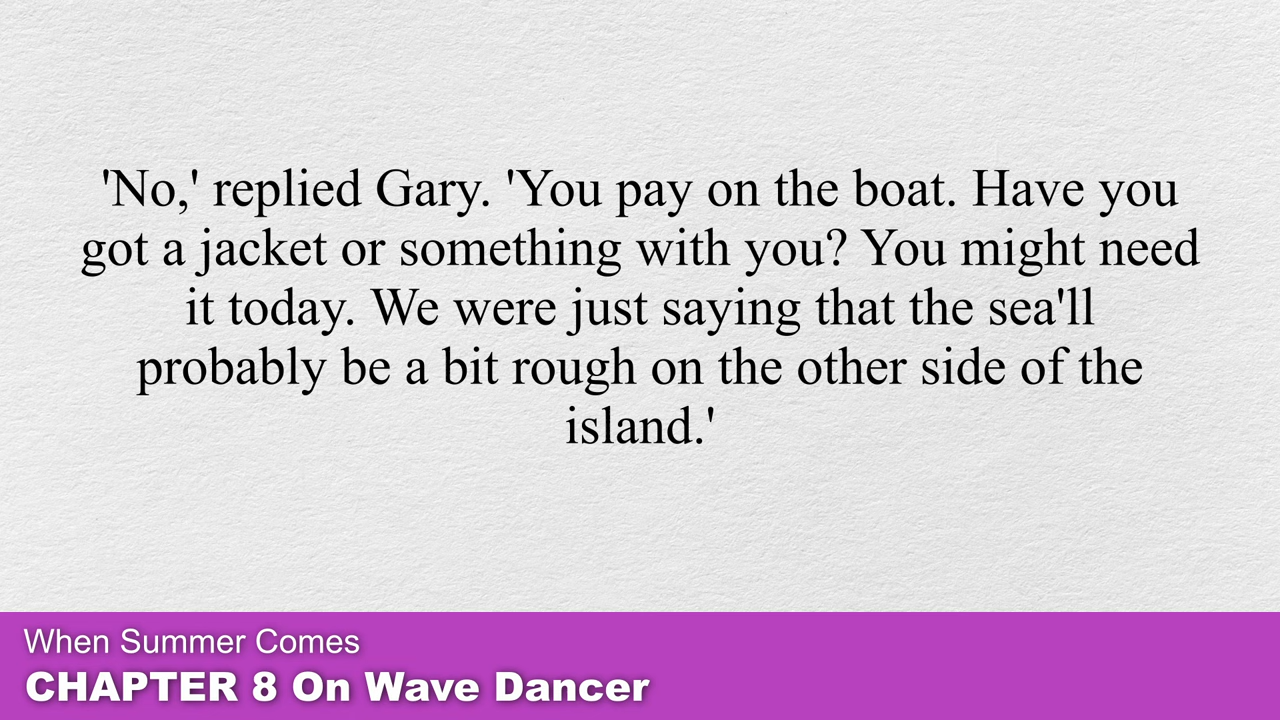 'No,' replied Gary. 'You pay on the boat. Have you
got a jacket or something with you? You might need
it today. We were just saying that the sea'll
probably be a bit rough on the other side of the
island.'
When Summer Comes
CHAPTER 8 On Wave Dancer